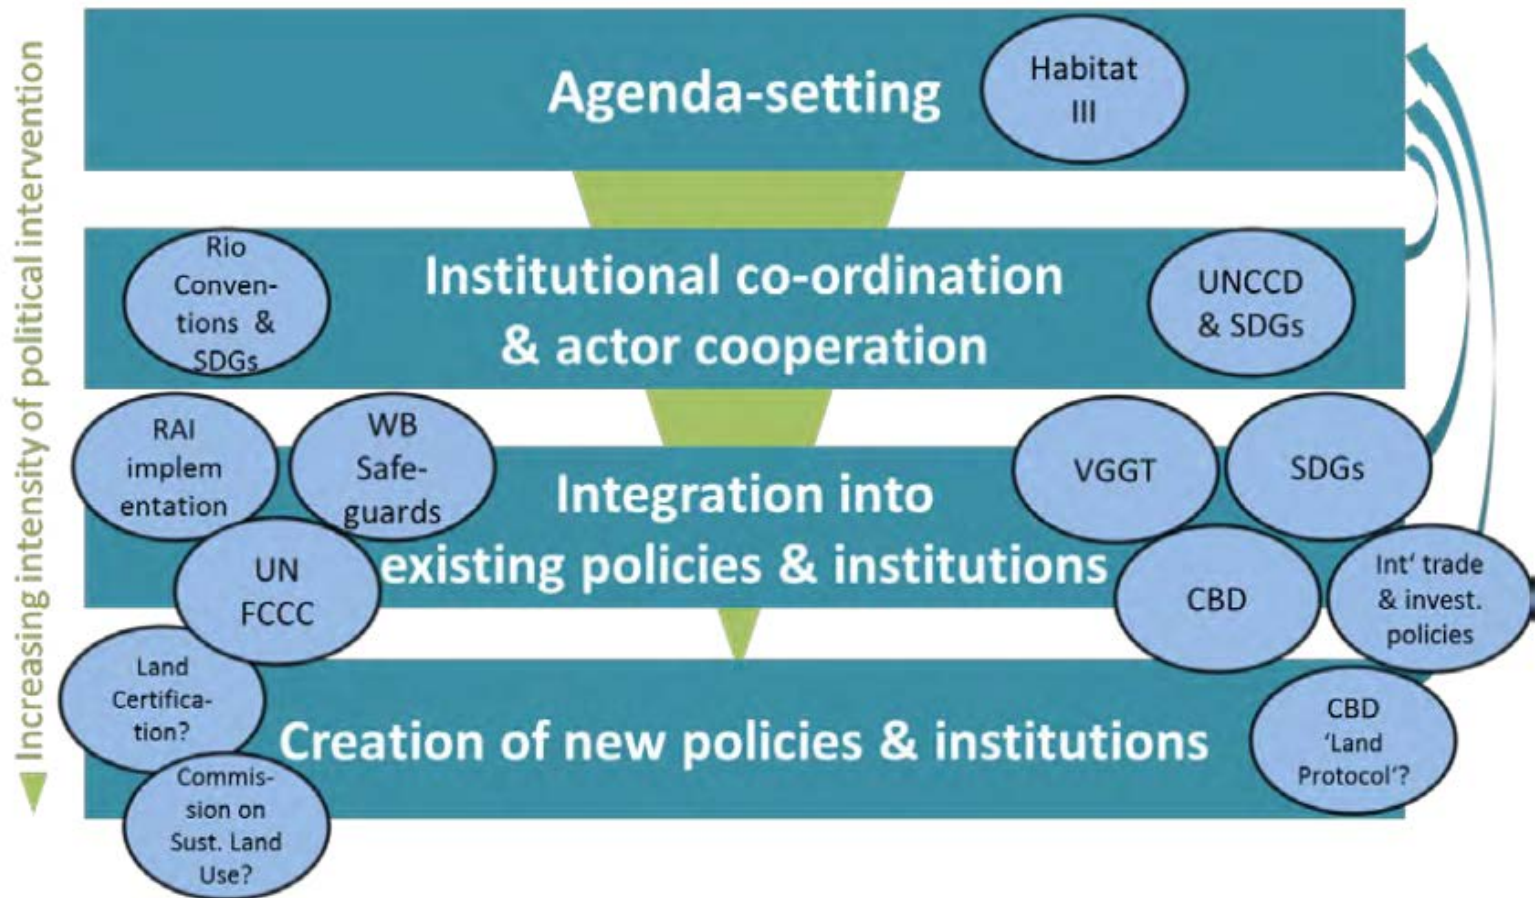 Increasing intensity of political intervention
Agenda-setting
Habitat
III
Rio
Conven-
tions &
SDGs
Institutional co-ordination
& actor cooperation
UNCCD
& SDGs
RAI
implem
entation
WB
Safe-
guards
UN
FCCC
Integration into
existing policies & institutions
VGGT
SDGs
CBD
Int‘ trade
& invest.
policies
Land
Certifica-
tion?
Commis-
sion on
Sust. Land
Use?
Creation of new policies & institutions
CBD
‘Land
Protocol‘?